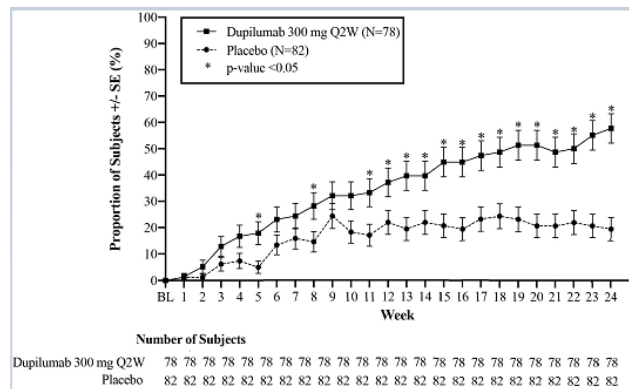 100
90
80
70
60
50
40
30
20
10
0
Proportion of Subjects +/- SE (%)
Dupilumab 300 mg Q2W (N=78)
Placebo (N=82)
* p-value <0.05
* * * * * * * * * * * * * * * *
BL 1 2 3 4 5 6 7 8 9 10 11 12 13 14 15 16 17 18 19 20 21 22 23 24
Week
Number of Subjects
Dupilumab 300 mg Q2W 78 78 78 78 78 78 78 78 78 78 78 78 78 78 78 78 78 78 78 78 78 78 78 78 78
Placebo 82 82 82 82 82 82 82 82 82 82 82 82 82 82 82 82 82 82 82 82 82 82 82 82 82